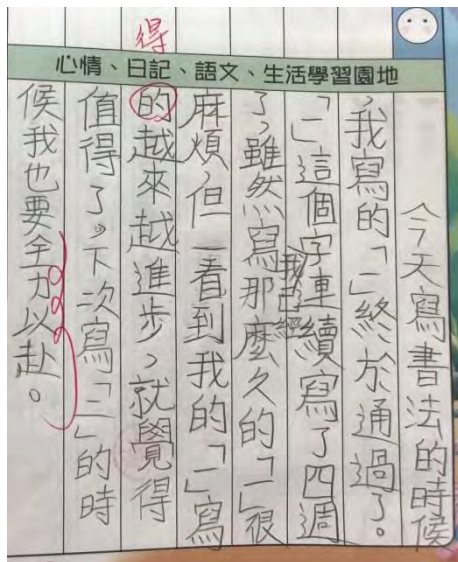 心情、日記、語文、生活學習園地
今天寫書法的時候
，我寫的「一」終於通過了。
「一」這個字我已經連續寫了四週
了，雖然寫那麼久的「一」很
麻煩，但一看到我的「一」寫
得
的越來越進步，就覺得
值得了。下次寫「二」的時
候我也要全力以赴。